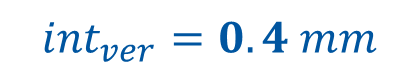 int_ver = 0.4 mm